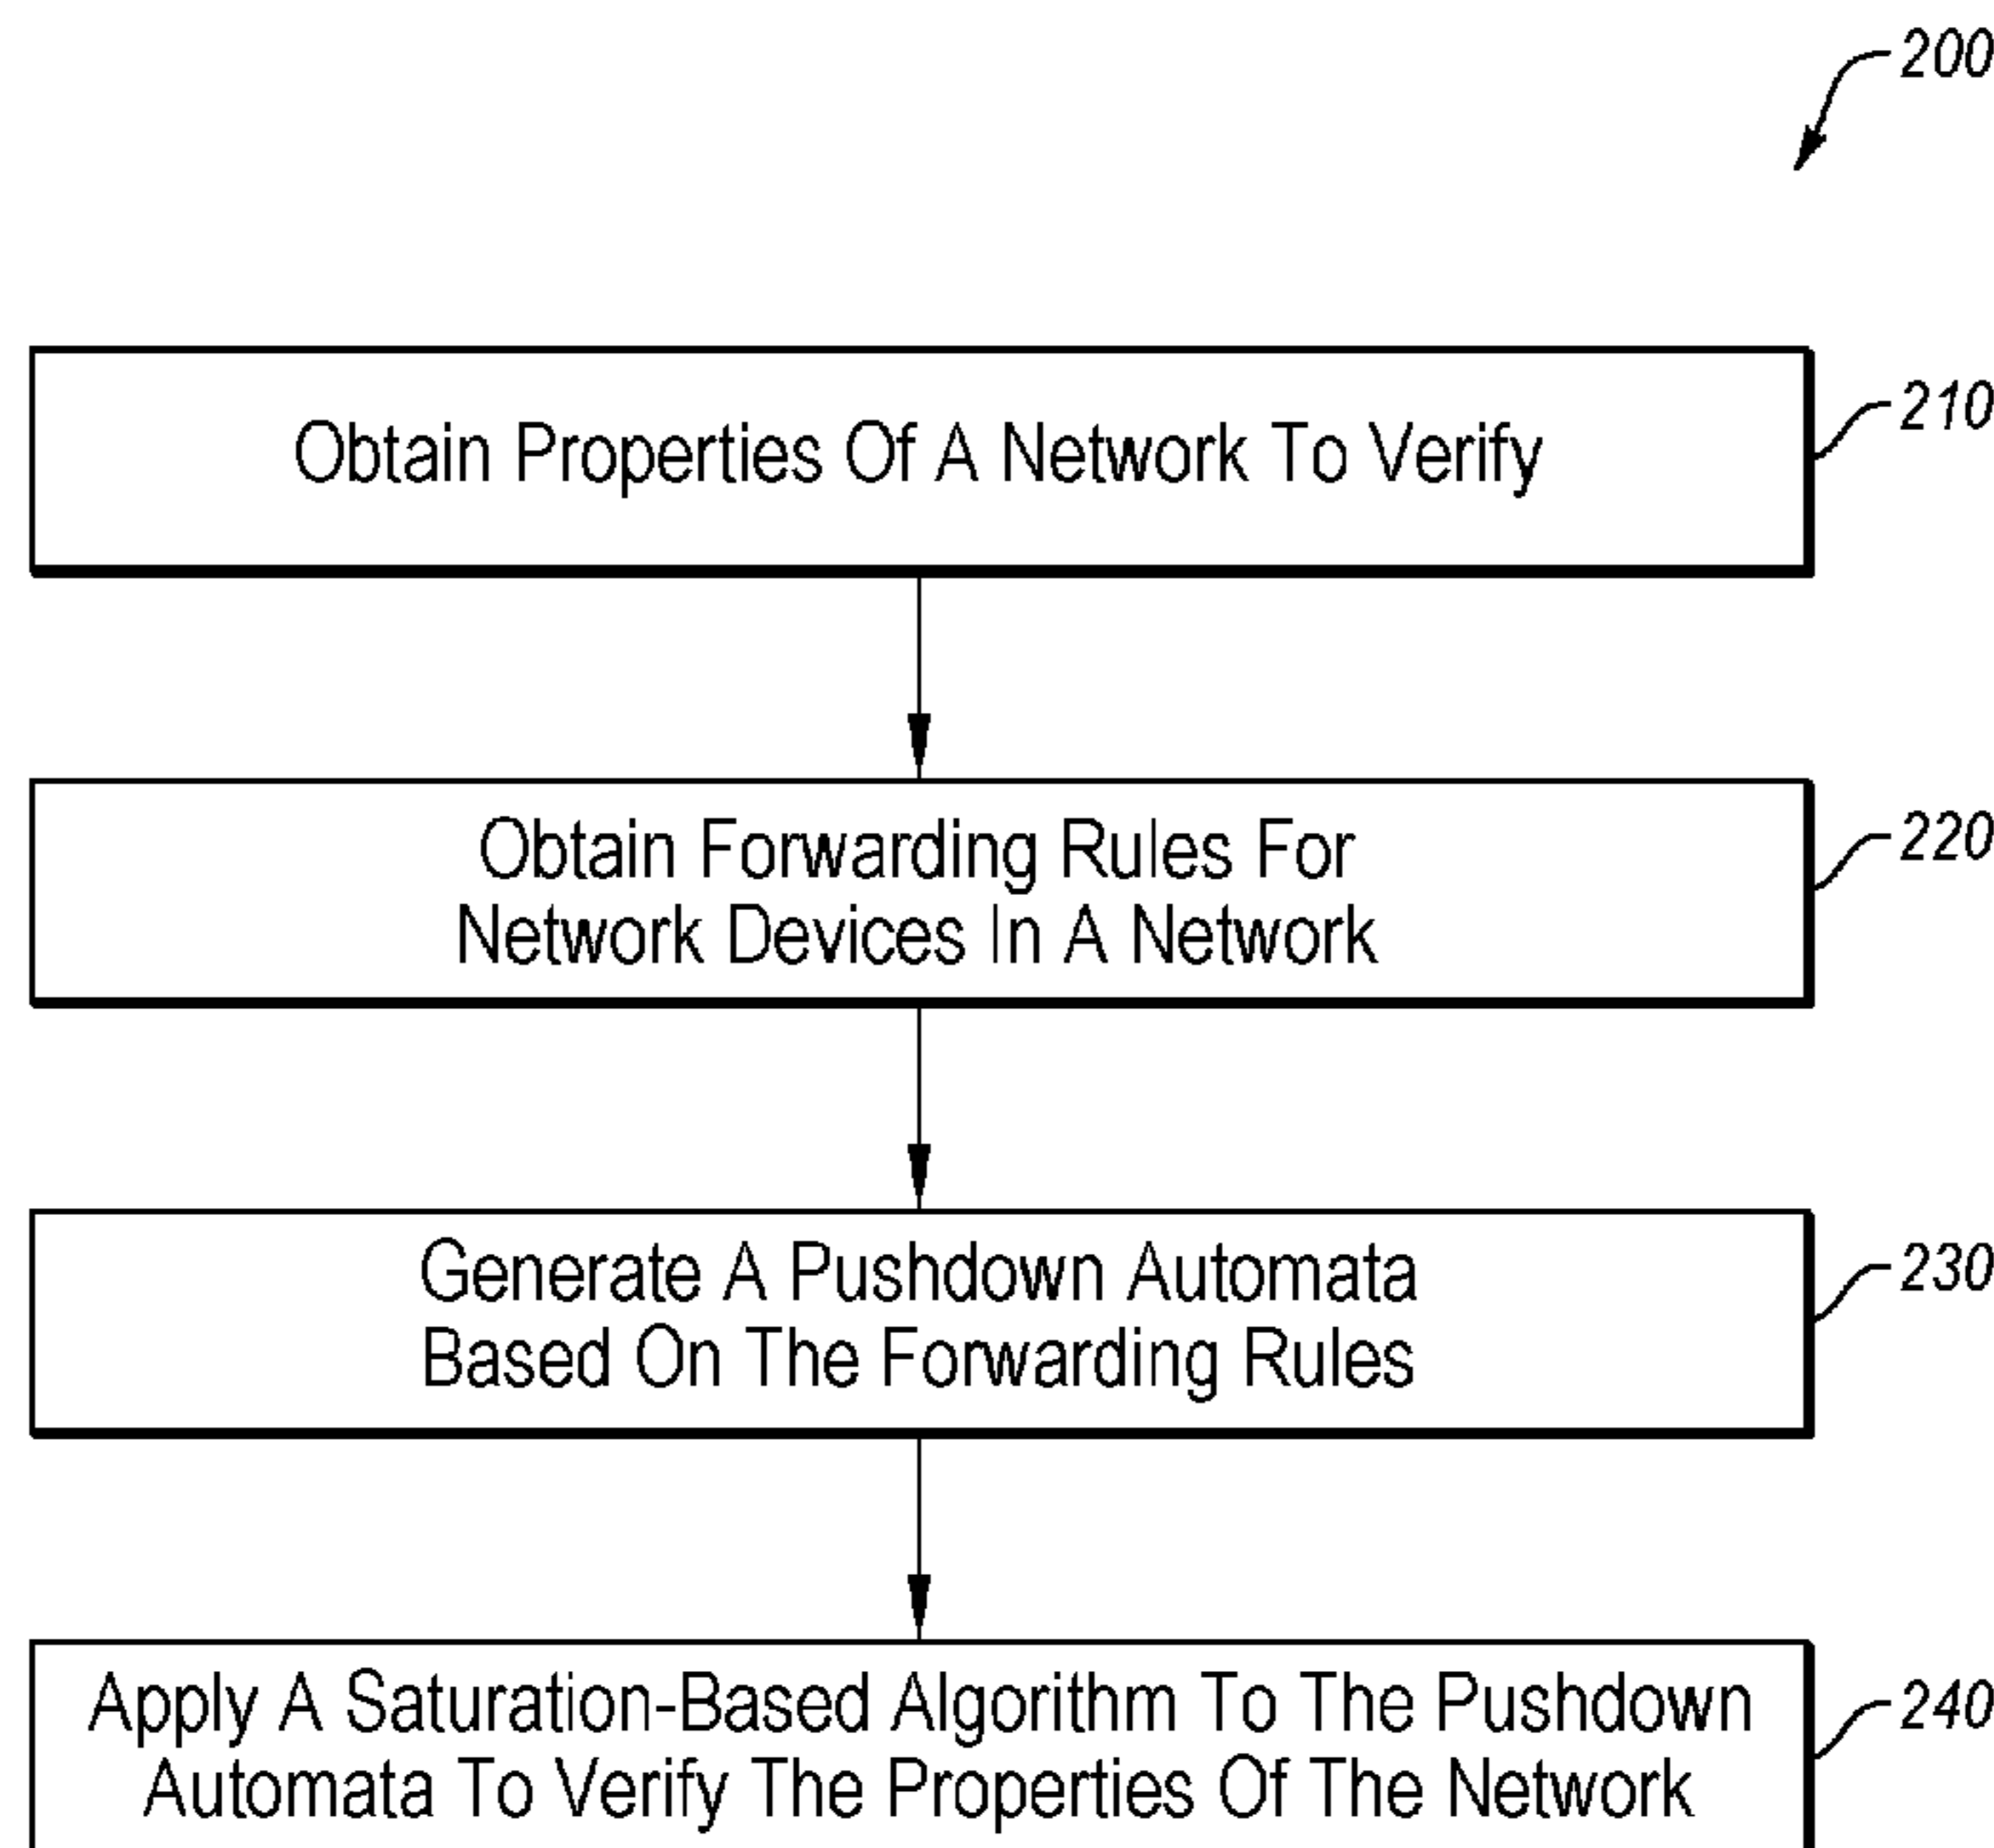 200
210
Obtain Properties Of A Network To Verify
220
Obtain Forwarding Rules For
Network Devices In A Network
230
Generate A Pushdown Automata
Based On The Forwarding Rules
240
Apply A Saturation-Based Algorithm To The Pushdown
Automata To Verify The Properties Of The Network